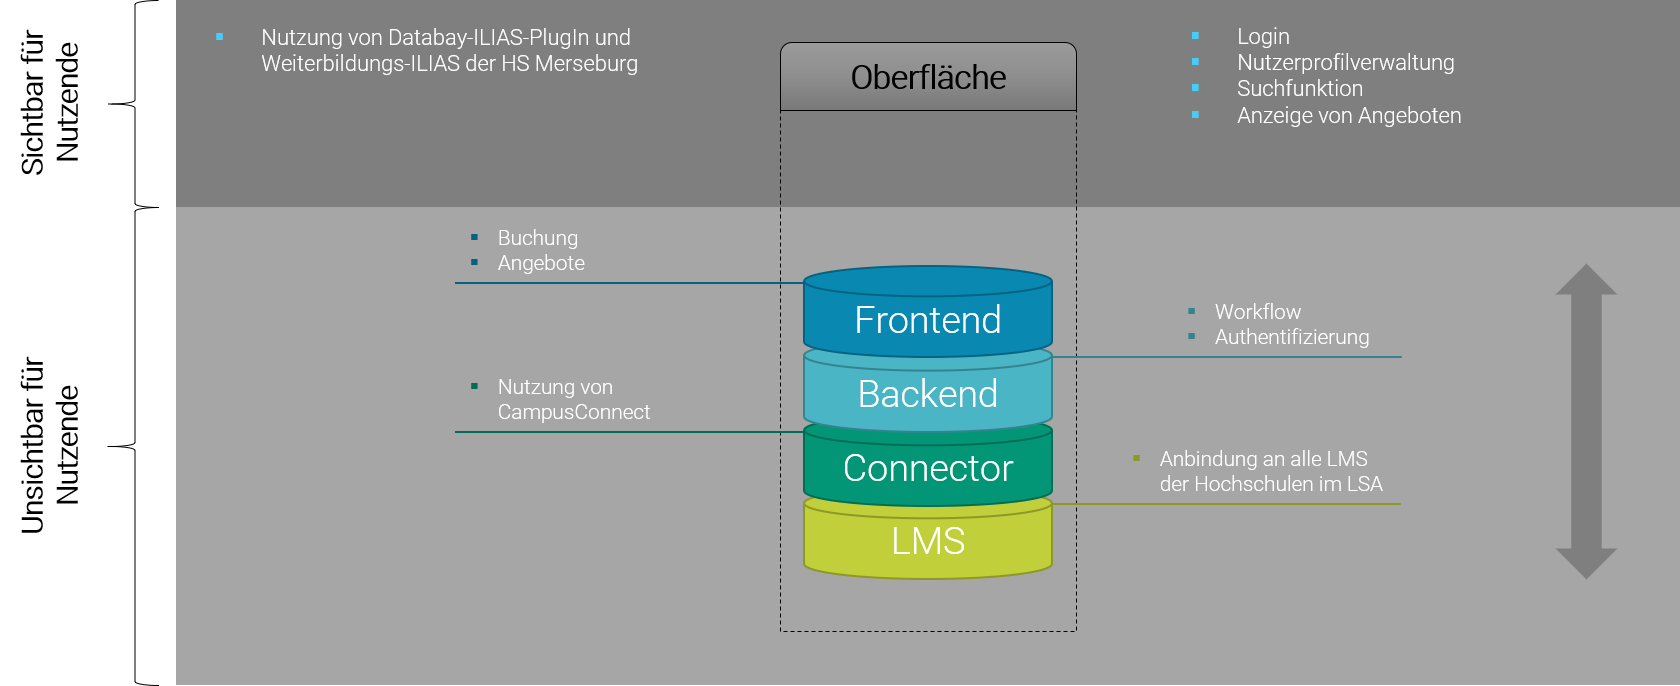 Sichtbar für
Nutzende
Nutzung von Databay-ILIAS-PlugIn und
Weiterbildungs-ILIAS der HS Merseburg
Oberfläche
Login
Nutzerprofilverwaltung
Suchfunktion
Anzeige von Angeboten
Unsichtbar für
Nutzende
Buchung
Angebote
Frontend
Workflow
Authentifizierung
Backend
Nutzung von
CampusConnect
Connector
Anbindung an alle LMS
der Hochschulen im LSA
LMS